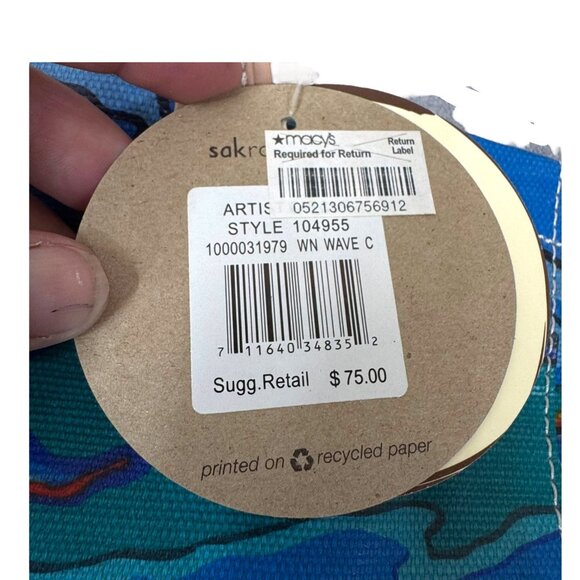 sakr
★macy's
Required for Return
Return Label
0521306756912
ARTIS
STYLE 104955
1000031979 WN WAVE C
7 11640 34835 2
Sugg.Retail $75.00
printed on recycled paper